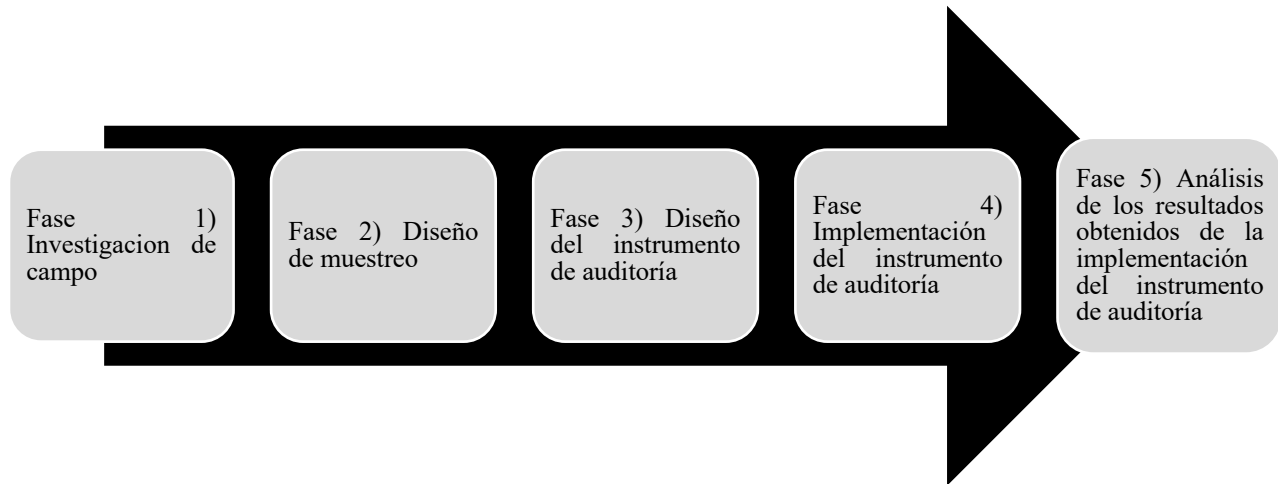 Fase 1)
Investigacion de
campo
Fase 2) Diseño
de muestreo
Fase 3) Diseño
del instrumento
de auditoría
Fase 4)
Implementación
del instrumento
de auditoría
Fase 5) Análisis
de los resultados
obtenidos de la
implementación
del instrumento
de auditoría